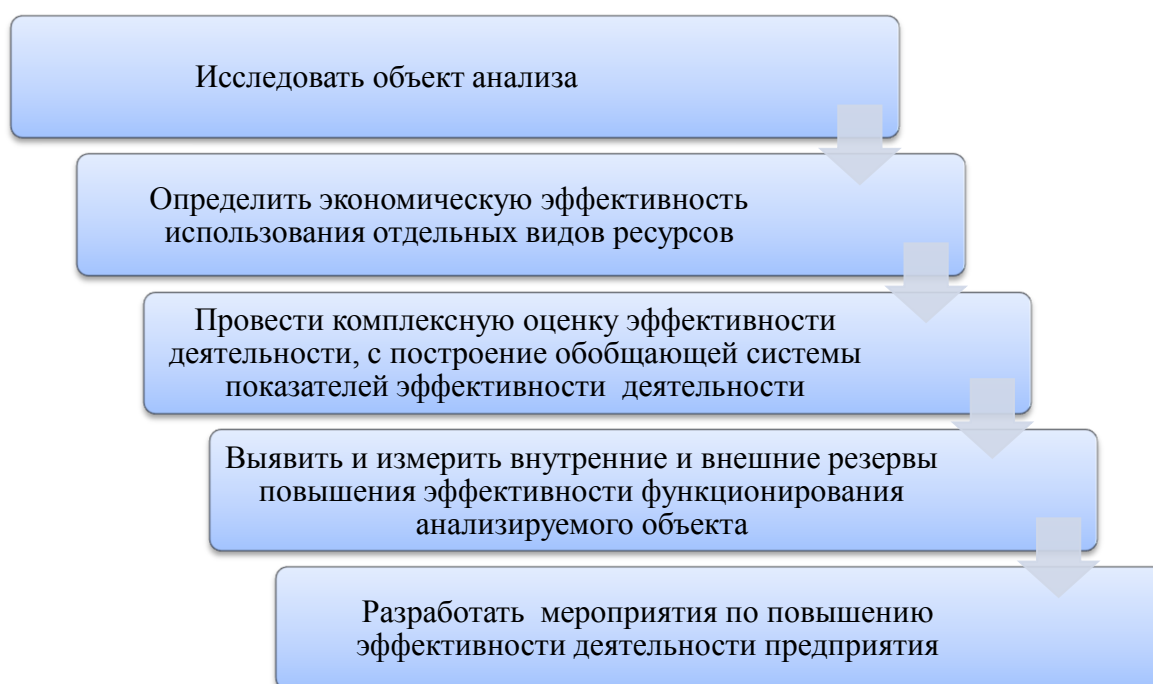 Исследовать объект анализа
Определить экономическую эффективность
использования отдельных видов ресурсов
Провести комплексную оценку эффективности
деятельности, с построение обобщающей системы
показателей эффективности деятельности
Выявить и измерить внутренние и внешние резервы
повышения эффективности функционирования
анализируемого объекта
Разработать мероприятия по повышению
эффективности деятельности предприятия